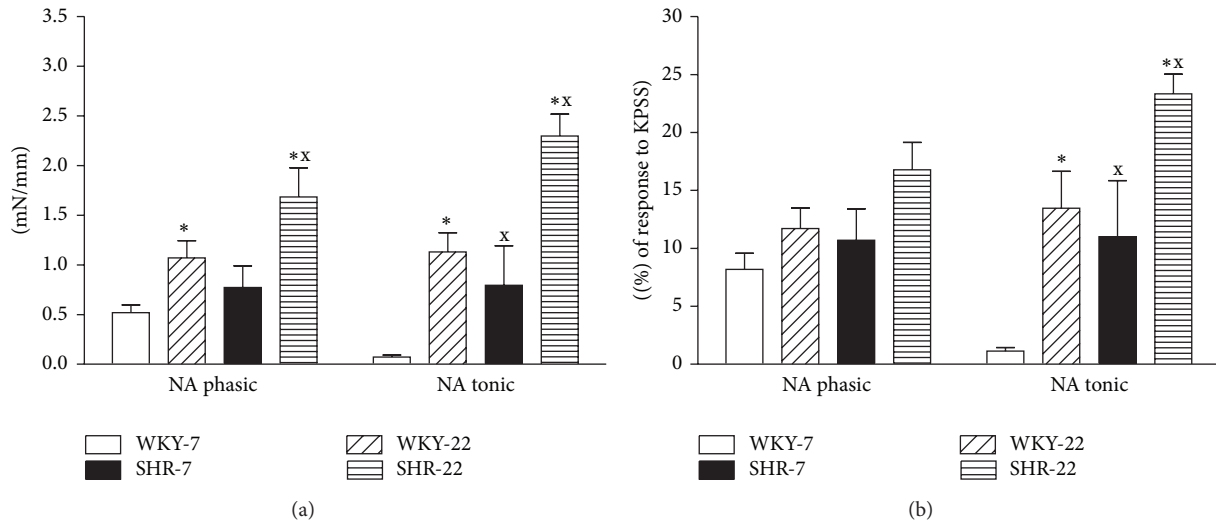 3.5
3.0
2.5
2.0
1.5
1.0
0.5
0.0
(mN/mm)
*
*x
*
x
*x
NA phasic
NA tonic
WKY-7
WKY-22
SHR-7
SHR-22
(a)
30
25
20
15
10
5
0
((%) of response to KPSS)
*
x
*x
NA phasic
NA tonic
WKY-7
WKY-22
SHR-7
SHR-22
(b)